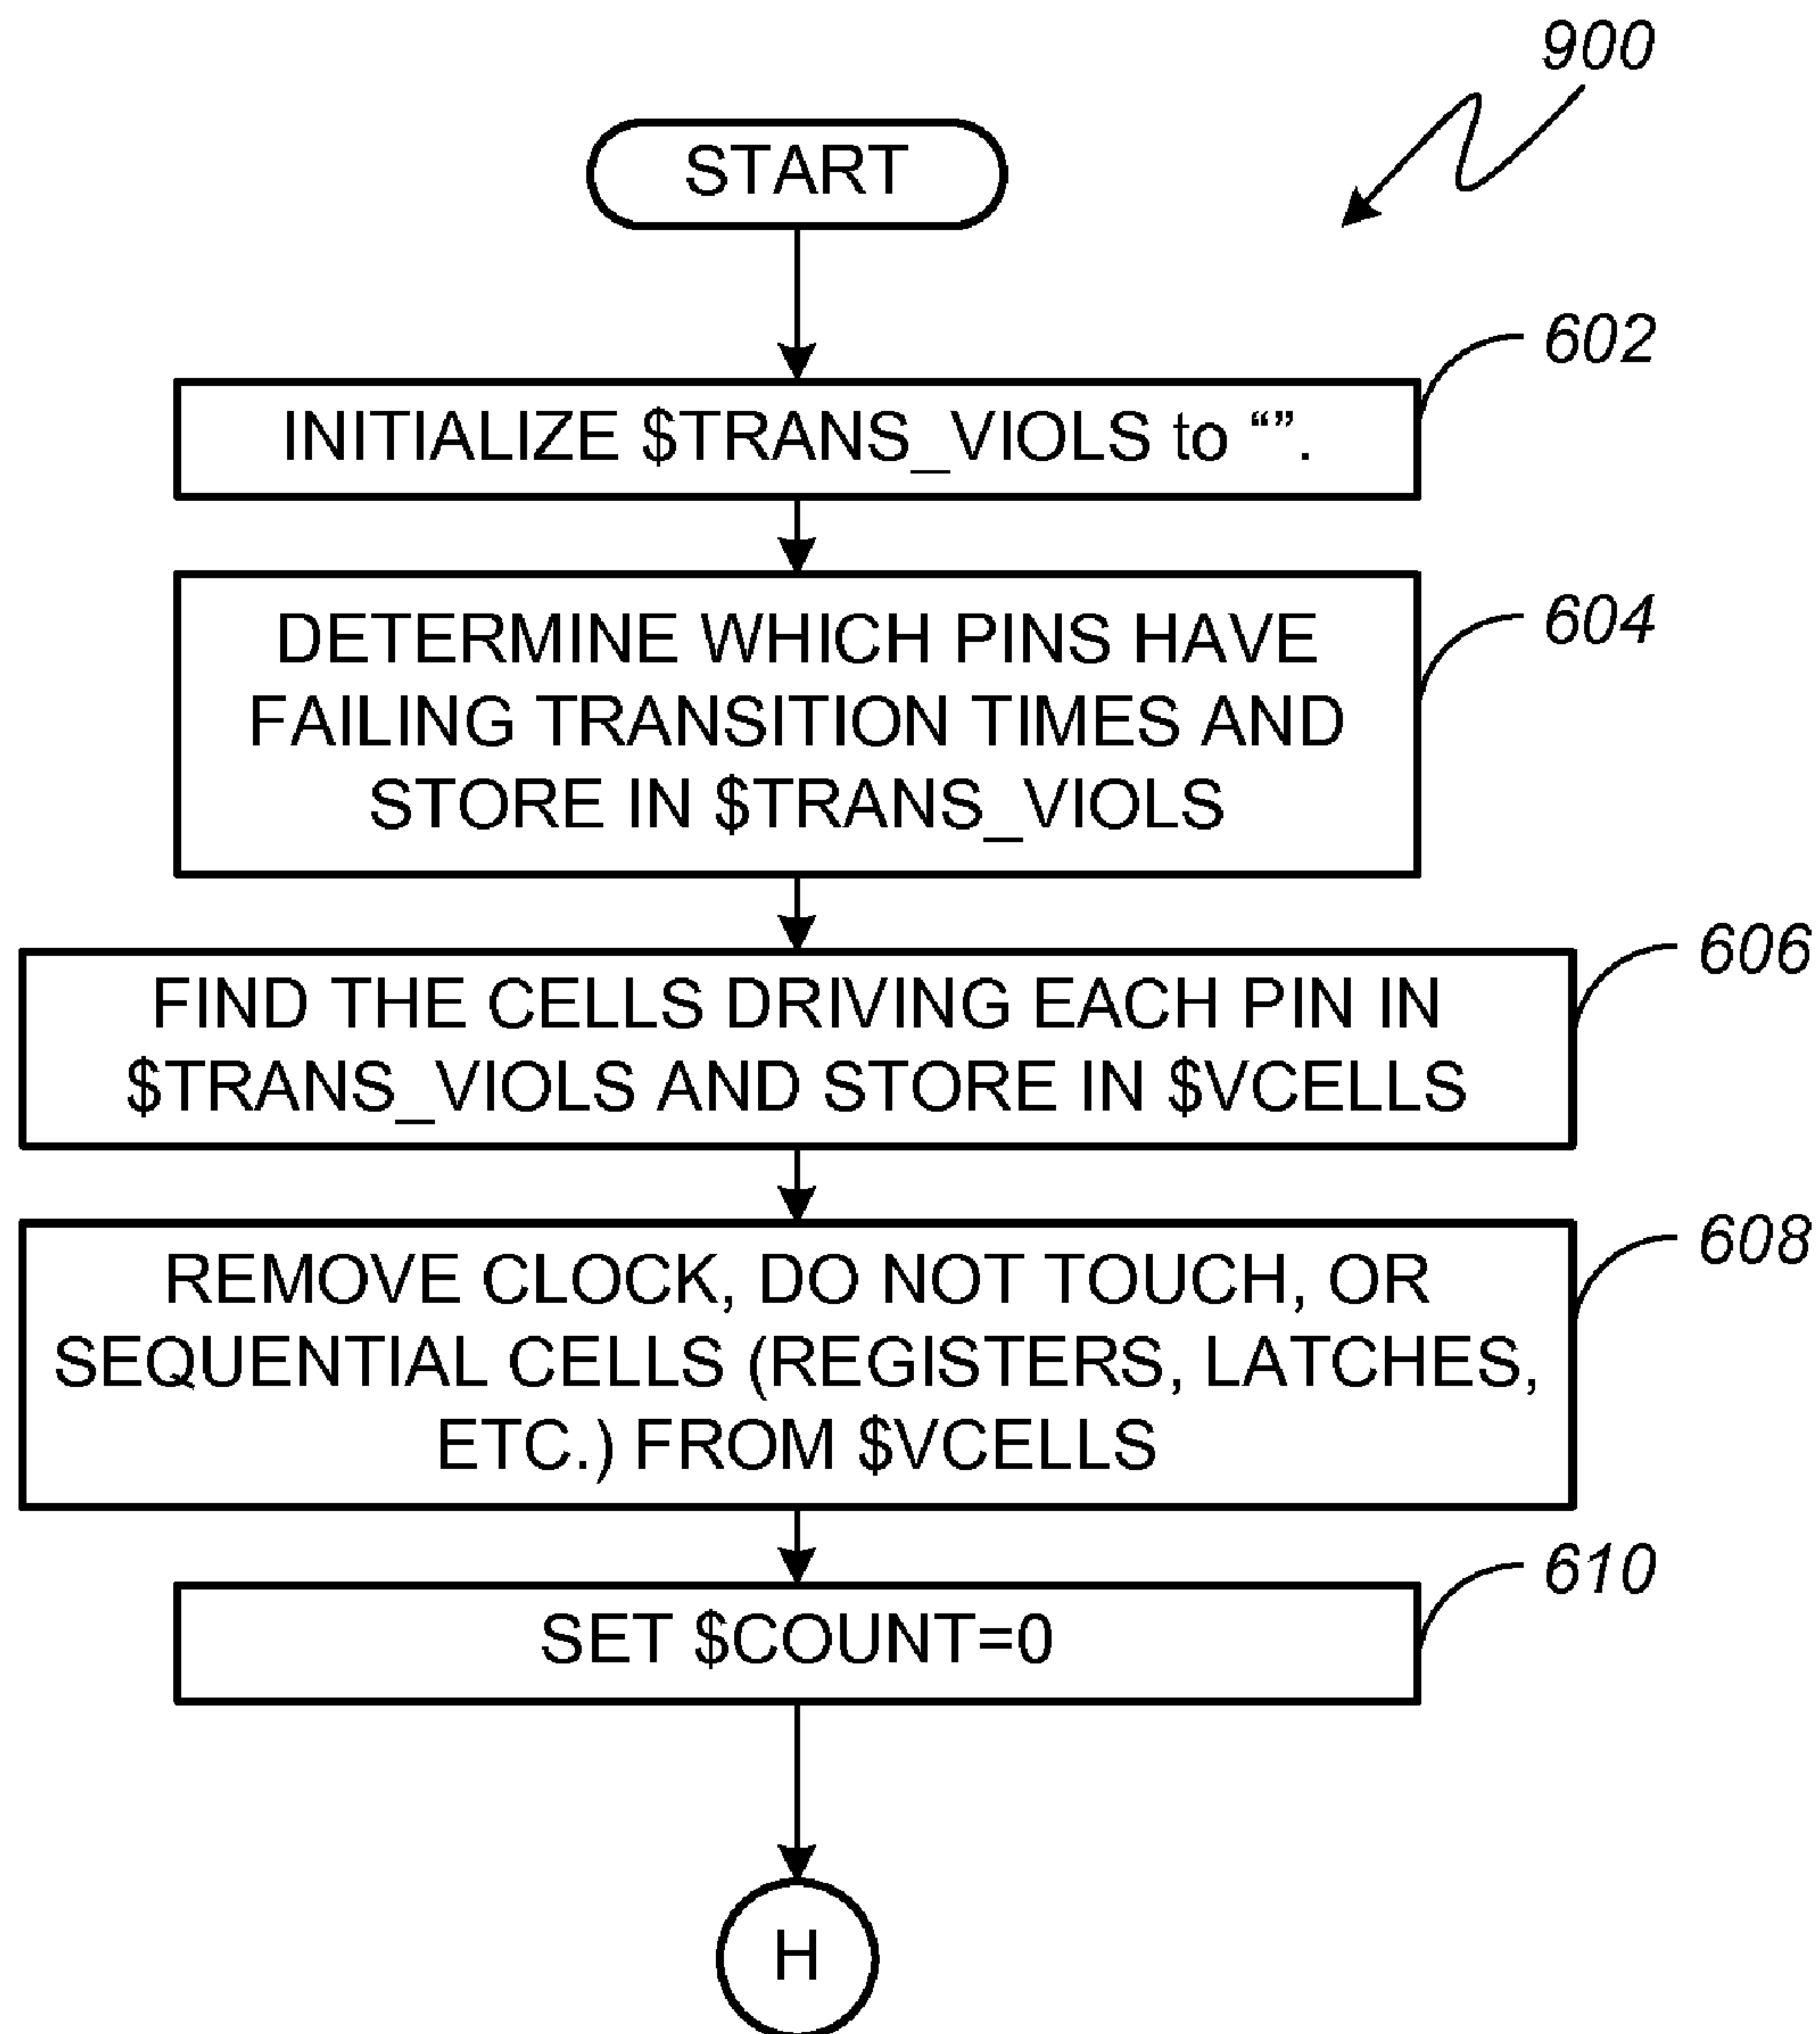 900
START
602
INITIALIZE $TRANS_VIOLS to “”.
604
DETERMINE WHICH PINS HAVE
FAILING TRANSITION TIMES AND
STORE IN $TRANS_VIOLS
606
FIND THE CELLS DRIVING EACH PIN IN
$TRANS_VIOLS AND STORE IN $VCELLS
608
REMOVE CLOCK, DO NOT TOUCH, OR
SEQUENTIAL CELLS (REGISTERS, LATCHES,
ETC.) FROM $VCELLS
610
SET $COUNT=0
H